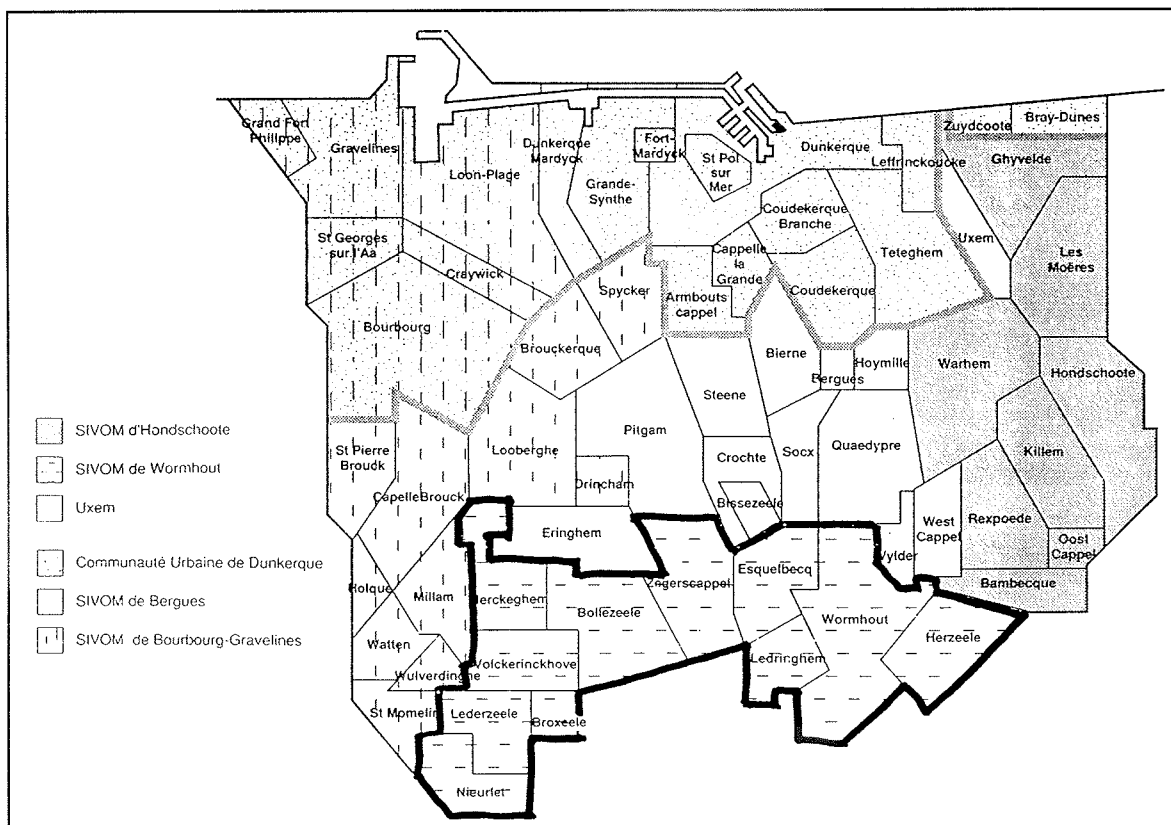 Grand Fort
Philippe
Gravelines
Loon-Plage
Dunkerque
Mardyck
Fort-
Mardyck
Grande-
Synthe
St Pol
sur
Mer
Dunkerque
Leffrinckoucke
Zuydcoote
Bray-Dunes
Ghyvelde
Coudekerque
Branche
Teteghem
Uxem
Les
Moëres
St Georges
sur l'Aa
Craywick
Spycker
Cappelle
la
Grande
Armbouts
cappel
Coudekerque
Bourbourg
Brouckerque
Bierne
Bergues
Hoymille
Warhem
Hondschoote
Steene
Pitgam
Socx
Quaedypre
Killem
Looberghe
Crochte
Drincham
Bissezeele
St Pierre
Brouck
CapelleBrouck
Eringhem
West
Cappel
Rexpoede
Oost
Cappel
Vylder
Bambecque
Esquelbecq
Zegerscappel
Holque
Millam
Merckeghem
Bollezeele
Wormhout
Herzeele
Watten
Wulverdinghe
Volckerinckhove
Ledringhem
St Momelin
Lederzeele
Broxeele
Nieurlet
SIVOM d'Hondschoote
SIVOM de Wormhout
Uxem
Communauté Urbaine de Dunkerque
SIVOM de Bergues
SIVOM de Bourbourg-Gravelines